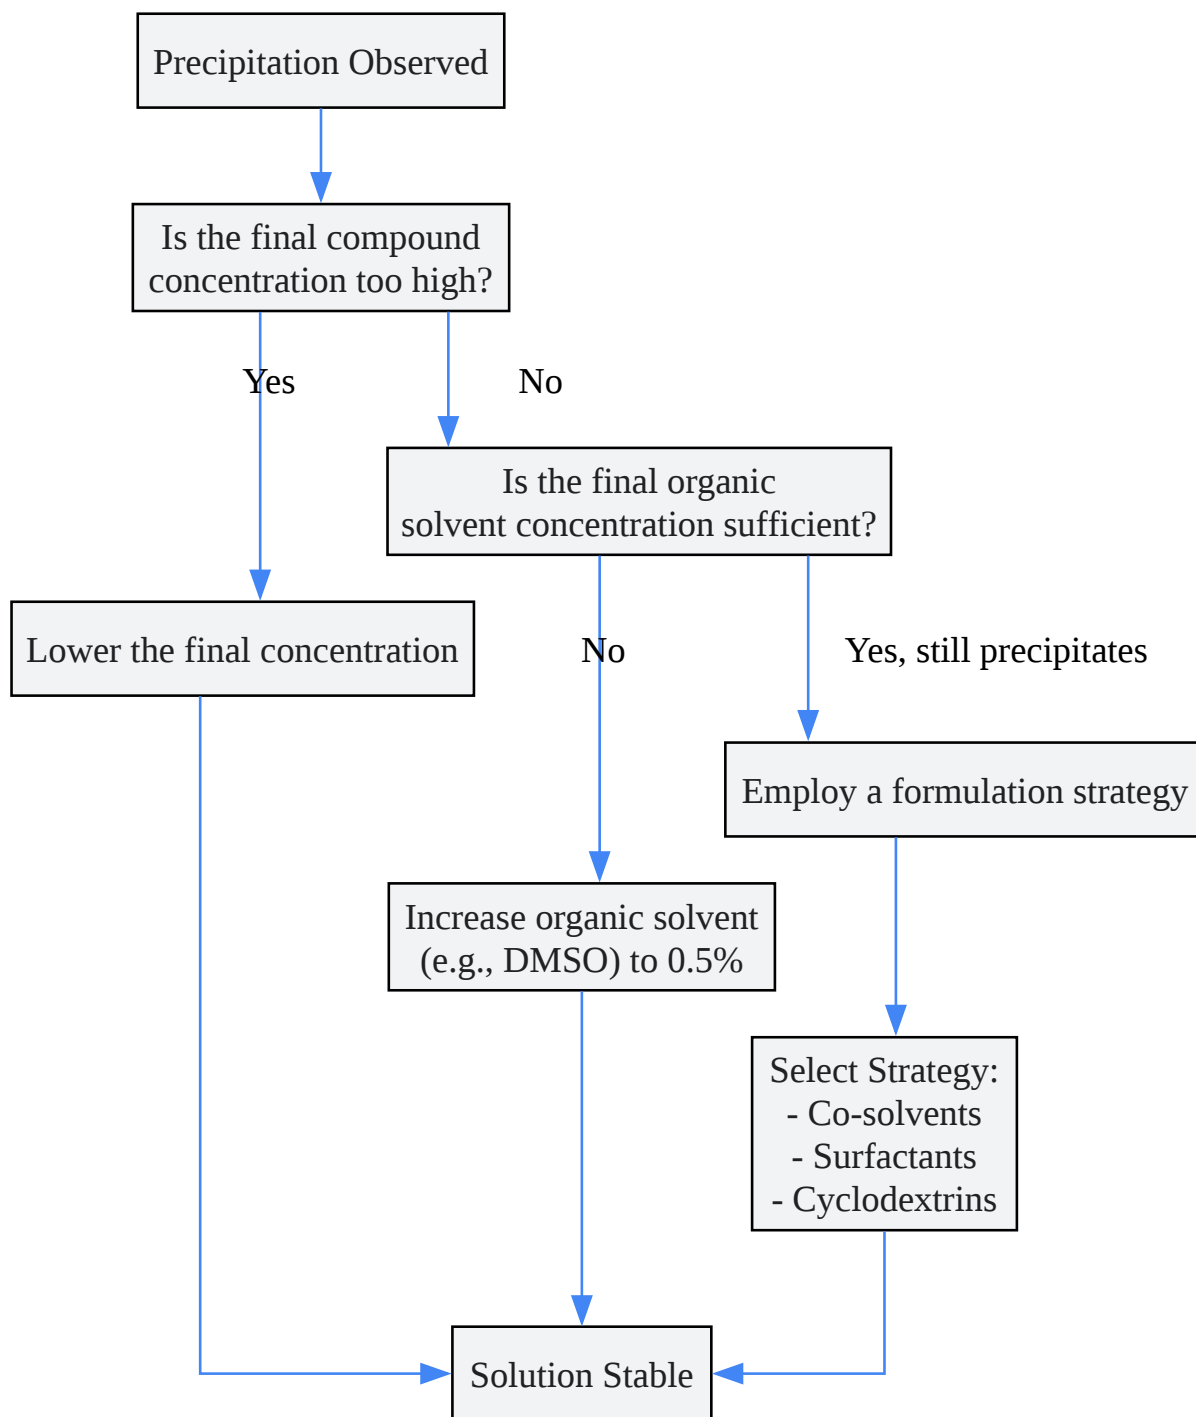 Precipitation Observed
Is the final compound
concentration too high?
Yes
No
Is the final organic
solvent concentration sufficient?
Lower the final concentration
No
Yes, still precipitates
Employ a formulation strategy
Increase organic solvent
(e.g., DMSO) to 0.5%
Select Strategy:
- Co-solvents
- Surfactants
- Cyclodextrins
Solution Stable